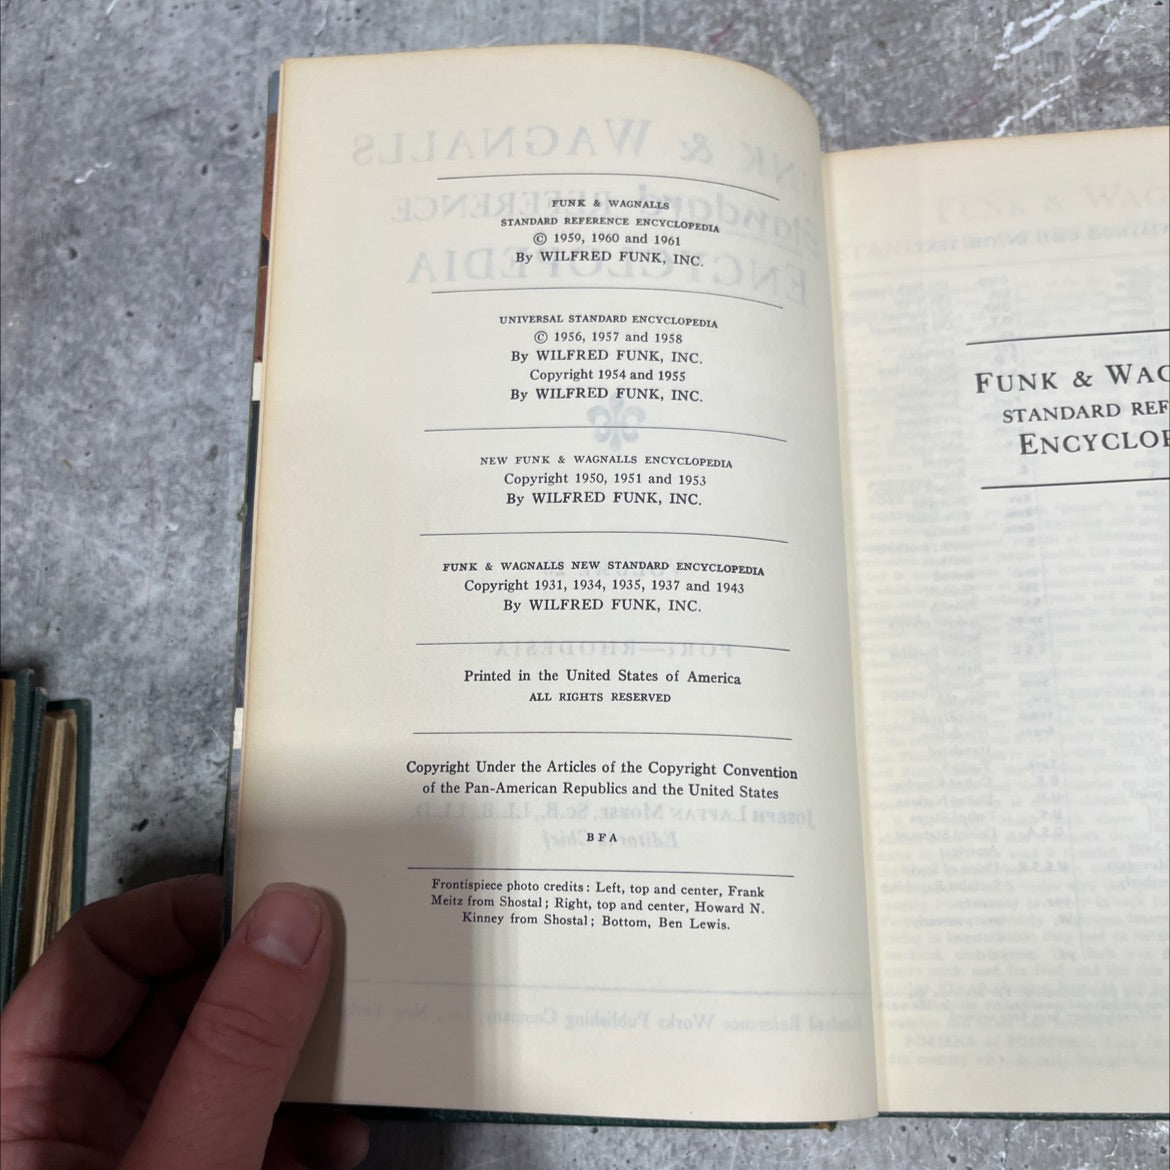 FUNK & WAGNALLS
STANDARD REFERENCE ENCYCLOPEDIA
© 1959, 1960 and 1961
By WILFRED FUNK, INC.
UNIVERSAL STANDARD ENCYCLOPEDIA
© 1956, 1957 and 1958
By WILFRED FUNK, INC.
Copyright 1954 and 1955
By WILFRED FUNK, INC.
NEW FUNK & WAGNALLS ENCYCLOPEDIA
Copyright 1950, 1951 and 1953
By WILFRED FUNK, INC.
FUNK & WAGNALLS NEW STANDARD ENCYCLOPEDIA
Copyright 1931, 1934, 1935, 1937 and 1943
By WILFRED FUNK, INC.
Printed in the United States of America
ALL RIGHTS RESERVED
Copyright Under the Articles of the Copyright Convention
of the Pan-American Republics and the United States
BFA
Frontispiece photo credits: Left, top and center, Frank
Meitz from Shostal; Right, top and center, Howard N.
Kinney from Shostal; Bottom, Ben Lewis.
FUNK & WAG
STANDARD REF
ENCYCLOP